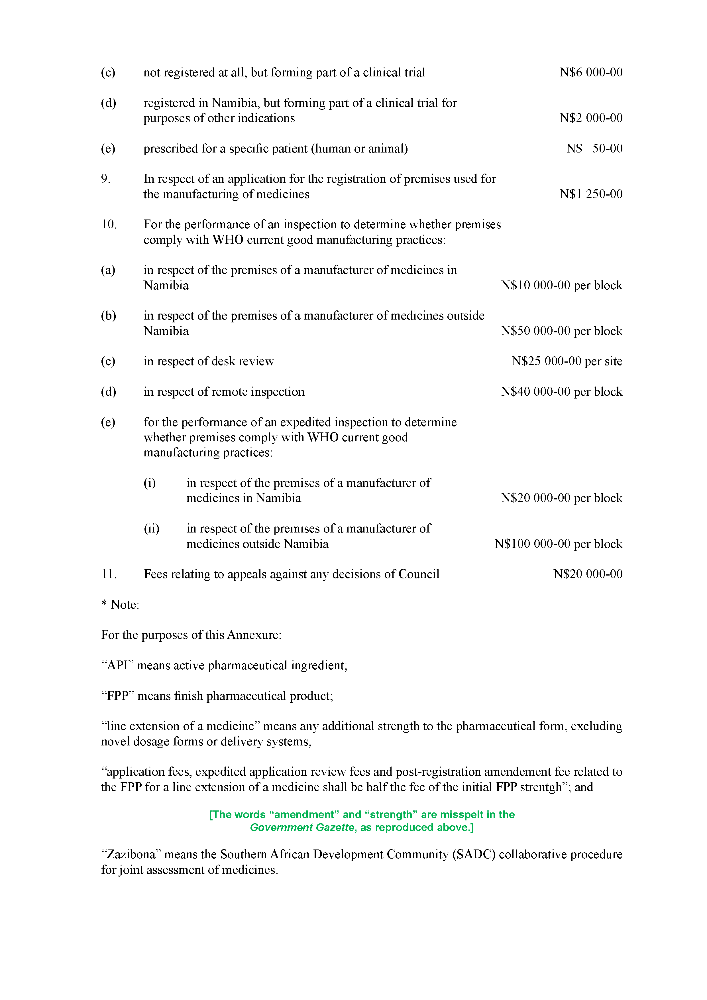 (c) not registered at all, but forming part of a clinical trial N$6 000-00
(d) registered in Namibia, but forming part of a clinical trial for
purposes of other indications N$2 000-00
(e) prescribed for a specific patient (human or animal) N$ 50-00
9. In respect of an application for the registration of premises used for
the manufacturing of medicines N$1 250-00
10. For the performance of an inspection to determine whether premises
comply with WHO current good manufacturing practices:
(a) in respect of the premises of a manufacturer of medicines in
Namibia N$10 000-00 per block
(b) in respect of the premises of a manufacturer of medicines outside
Namibia N$50 000-00 per block
(c) in respect of desk review N$25 000-00 per site
(d) in respect of remote inspection N$40 000-00 per block
(e) for the performance of an expedited inspection to determine
whether premises comply with WHO current good
manufacturing practices:
(i) in respect of the premises of a manufacturer of
medicines in Namibia N$20 000-00 per block
(ii) in respect of the premises of a manufacturer of
medicines outside Namibia N$100 000-00 per block
11. Fees relating to appeals against any decisions of Council N$20 000-00
* Note:
For the purposes of this Annexure:
“API” means active pharmaceutical ingredient;
“FPP” means finish pharmaceutical product;
“line extension of a medicine” means any additional strength to the pharmaceutical form, excluding
novel dosage forms or delivery systems;
“application fees, expedited application review fees and post-registration amendement fee related to
the FPP for a line extension of a medicine shall be half the fee of the initial FPP strentgh”; and
[The words “amendment” and “strength” are misspelt in the
Government Gazette, as reproduced above.]
“Zazibona” means the Southern African Development Community (SADC) collaborative procedure
for joint assessment of medicines.